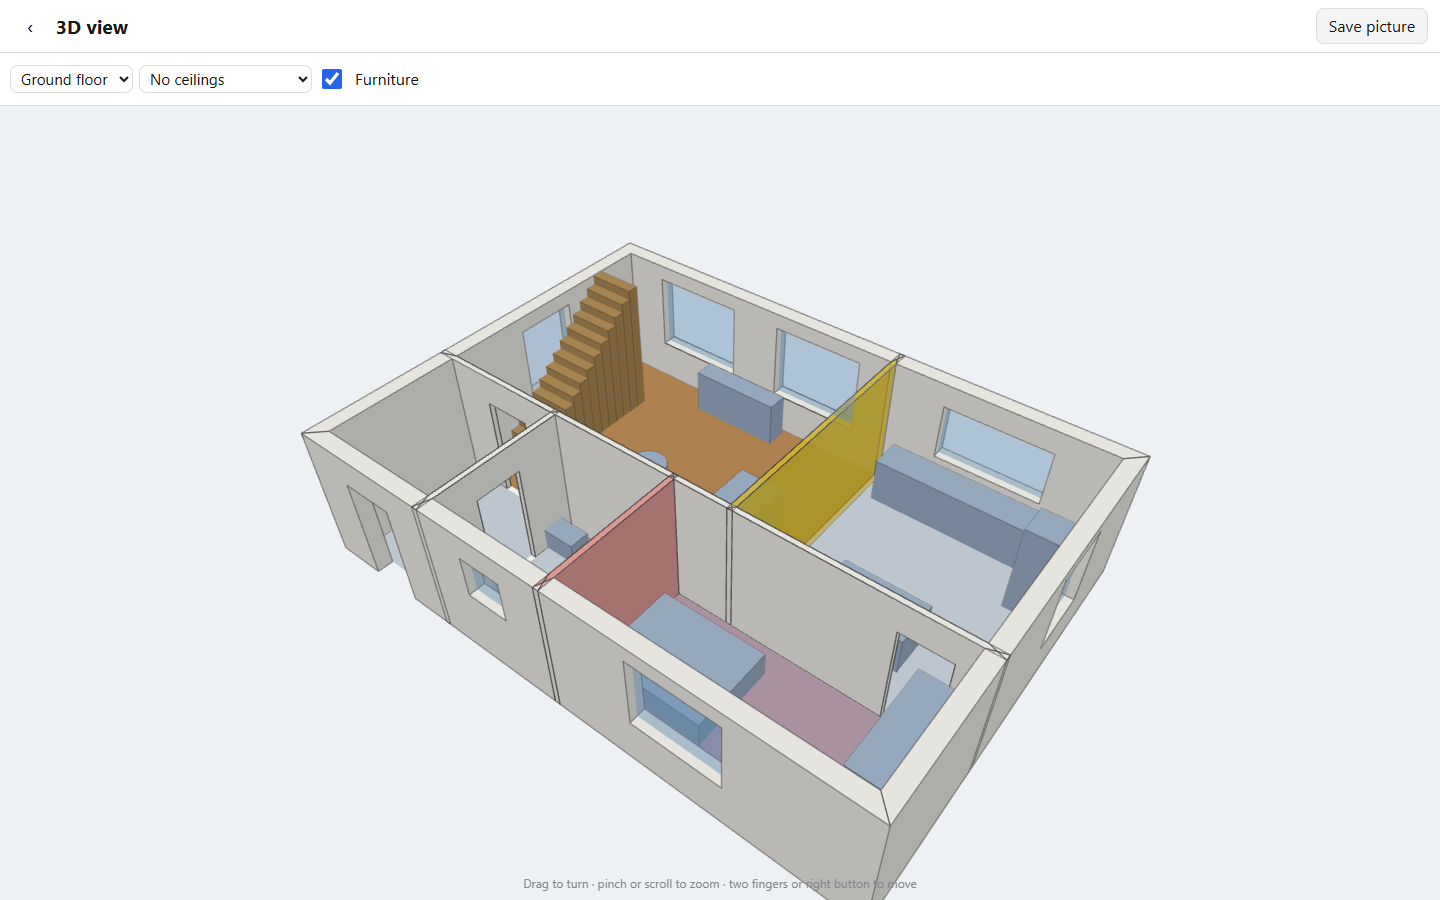 ‹ 3D view
Save picture
Ground floor
No ceilings
Furniture
Drag to turn · pinch or scroll to zoom · two fingers or right button to move